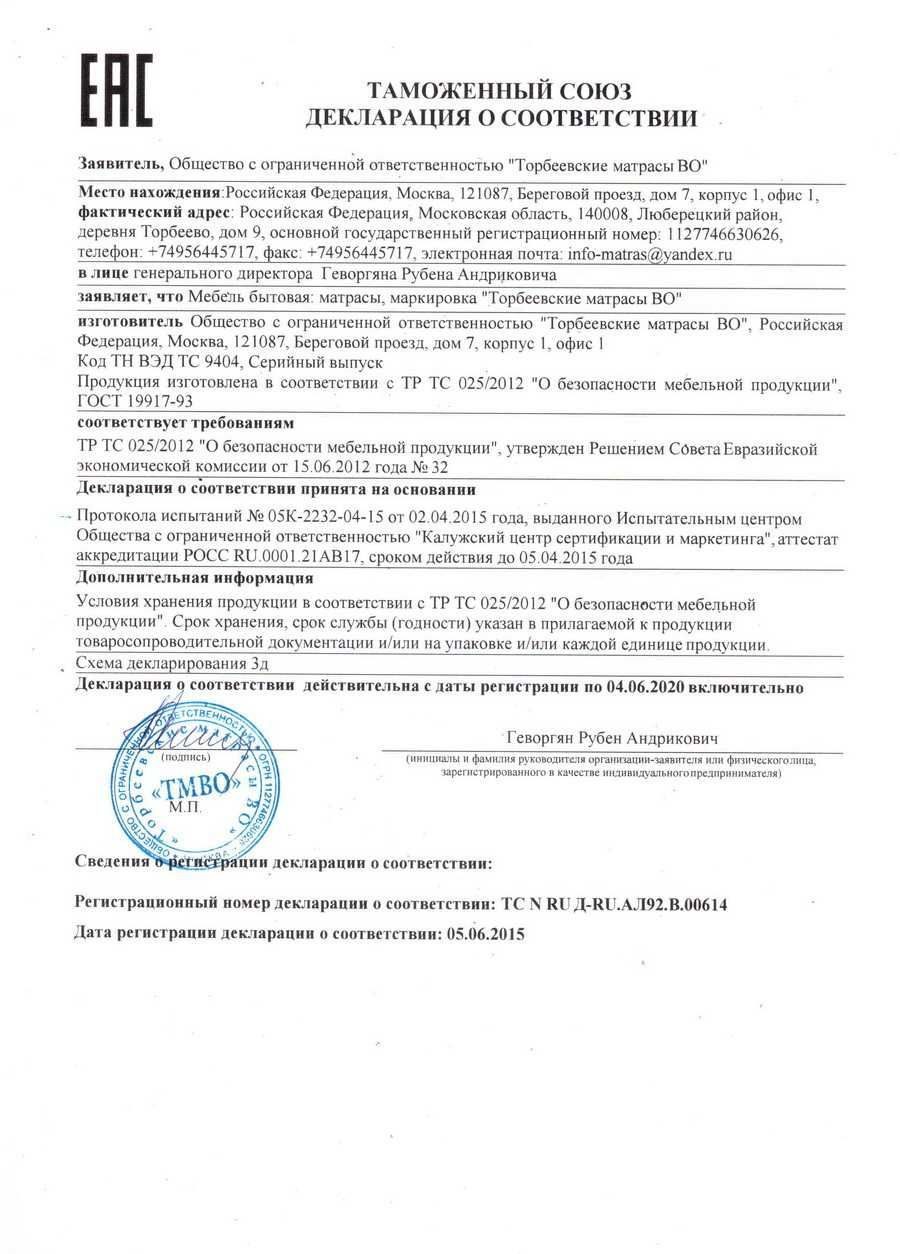 ЕАС
ТАМОЖЕННЫЙ СОЮЗ
ДЕКЛАРАЦИЯ О СООТВЕТСТВИИ
Заявитель, Общество с ограниченной ответственностью "Торбеевские матрасы ВО"
Место нахождения:Российская Федерация, Москва, 121087, Береговой проезд, дом 7, корпус 1, офис 1,
фактический адрес: Российская Федерация, Московская область, 140008, Люберецкий район,
деревня Торбеево, дом 9, основной государственный регистрационный номер: 1127746630626,
телефон: +74956445717, факс: +74956445717, электронная почта: info-matras@yandex.ru
в лице генерального директора Геворгяна Рубена Андриковича
заявляет, что Мебель бытовая: матрасы, маркировка "Торбеевские матрасы ВО"
изготовитель Общество с ограниченной ответственностью "Торбеевские матрасы ВО", Российская
Федерация, Москва, 121087, Береговой проезд, дом 7, корпус 1, офис 1
Код ТН ВЭД ТС 9404, Серийный выпуск
Продукция изготовлена в соответствии с ТР ТС 025/2012 "О безопасности мебельной продукции",
ГОСТ 19917-93
соответствует требованиям
ТР ТС 025/2012 "О безопасности мебельной продукции", утвержден Решением Совета Евразийской
экономической комиссии от 15.06.2012 года № 32
Декларация о соответствии принята на основании
Протокола испытаний № 05К-2232-04-15 от 02.04.2015 года, выданного Испытательным центром
Общества с ограниченной ответственностью "Калужский центр сертификации и маркетинга", аттестат
аккредитации РОСС RU.0001.21АВ17, сроком действия до 05.04.2015 года
Дополнительная информация
Условия хранения продукции в соответствии с ТР ТС 025/2012 "О безопасности мебельной
продукции". Срок хранения, срок службы (годности) указан в прилагаемой к продукции
товаросопроводительной документации и/или на упаковке и/или каждой единице продукции.
Схема декларирования 3д
Декларация о соответствии действительна с даты регистрации по 04.06.2020 включительно
Геворгян Рубен Андрикович
(подпись)
(инициалы и фамилия руководителя организации-заявителя или физического лица,
зарегистрированного в качестве индивидуального предпринимателя)
ОБЩЕСТВО С ОГРАНИЧЕННОЙ ОТВЕТСТВЕННОСТЬЮ * ОГРН 1127746630626 * МОСКВА
«Торбеевские матрасы ВО»
«ТМВО»
М.П.
Сведения о регистрации декларации о соответствии:
Регистрационный номер декларации о соответствии: ТС N RU Д-RU.АЛ92.В.00614
Дата регистрации декларации о соответствии: 05.06.2015